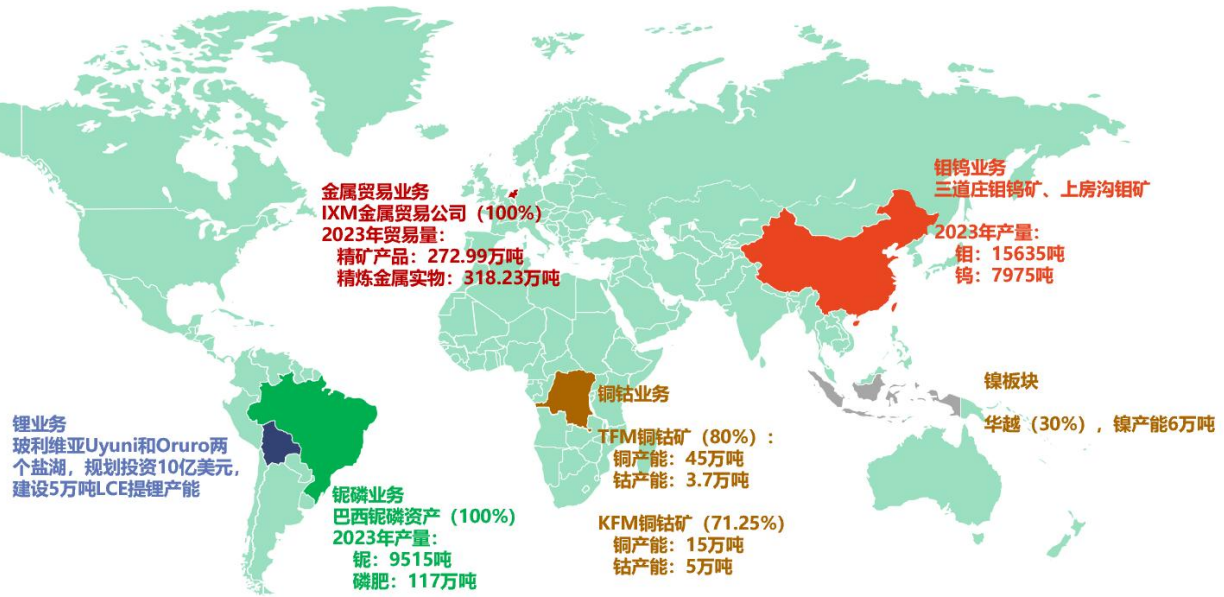 金属贸易业务
IXM金属贸易公司（100%）
2023年贸易量：
精矿产品：272.99万吨
精炼金属实物：318.23万吨
钼钨业务
三道庄钼钨矿、上房沟钼矿
2023年产量：
钼：15635吨
钨：7975吨
锂业务
玻利维亚Uyuni和Oruro两
个盐湖，规划投资10亿美元，
建设5万吨LCE提锂产能
铌磷业务
巴西铌磷资产（100%）
2023年产量：
铌：9515吨
磷肥：117万吨
铜钴业务
TFM铜钴矿（80%）：
铜产能：45万吨
钴产能：3.7万吨
KFM铜钴矿（71.25%）
铜产能：15万吨
钴产能：5万吨
镍板块
华越（30%），镍产能6万吨